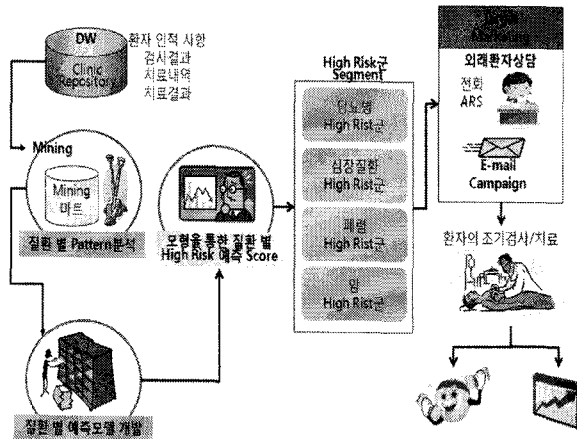 DW
Clinic
Repository
환자 인적 사항
검사결과
치료내역
치료결과
Mining
Mining
마트
질환 별 Pattern분석
질환 별 예측모델 개발
모형을 통한 질환 별
High Risk 예측 Score
High Risk군
Segment
당뇨병
High Rist군
심장질환
High Rist군
폐렴
High Risk군
암
High Risk군
Marketing
외래환자상담
전화
ARS
E-mail
Campaign
환자의 조기검사/치료